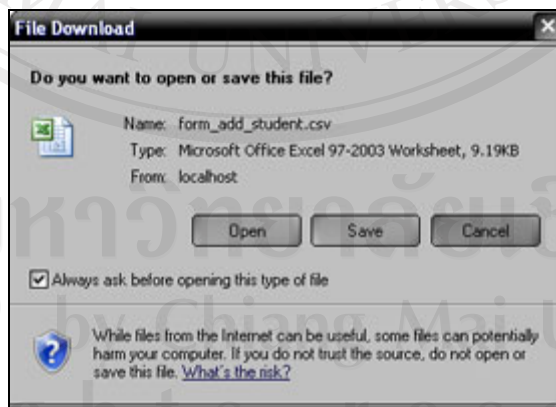 File Download
Do you want to open or save this file?
Name: form_add_student.csv
Type: Microsoft Office Excel 97-2003 Worksheet, 9.19KB
From: localhost
Open Save Cancel
Always ask before opening this type of file
While files from the Internet can be useful, some files can potentially
harm your computer. If you do not trust the source, do not open or
save this file. What's the risk?
by Chiang Mai U